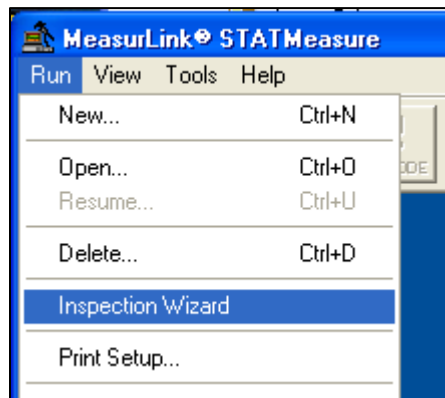 MeasurLink® STATMeasure
Run View Tools Help
New... Ctrl+N
Open... Ctrl+O
Resume... Ctrl+U
Delete... Ctrl+D
Inspection Wizard
Print Setup...